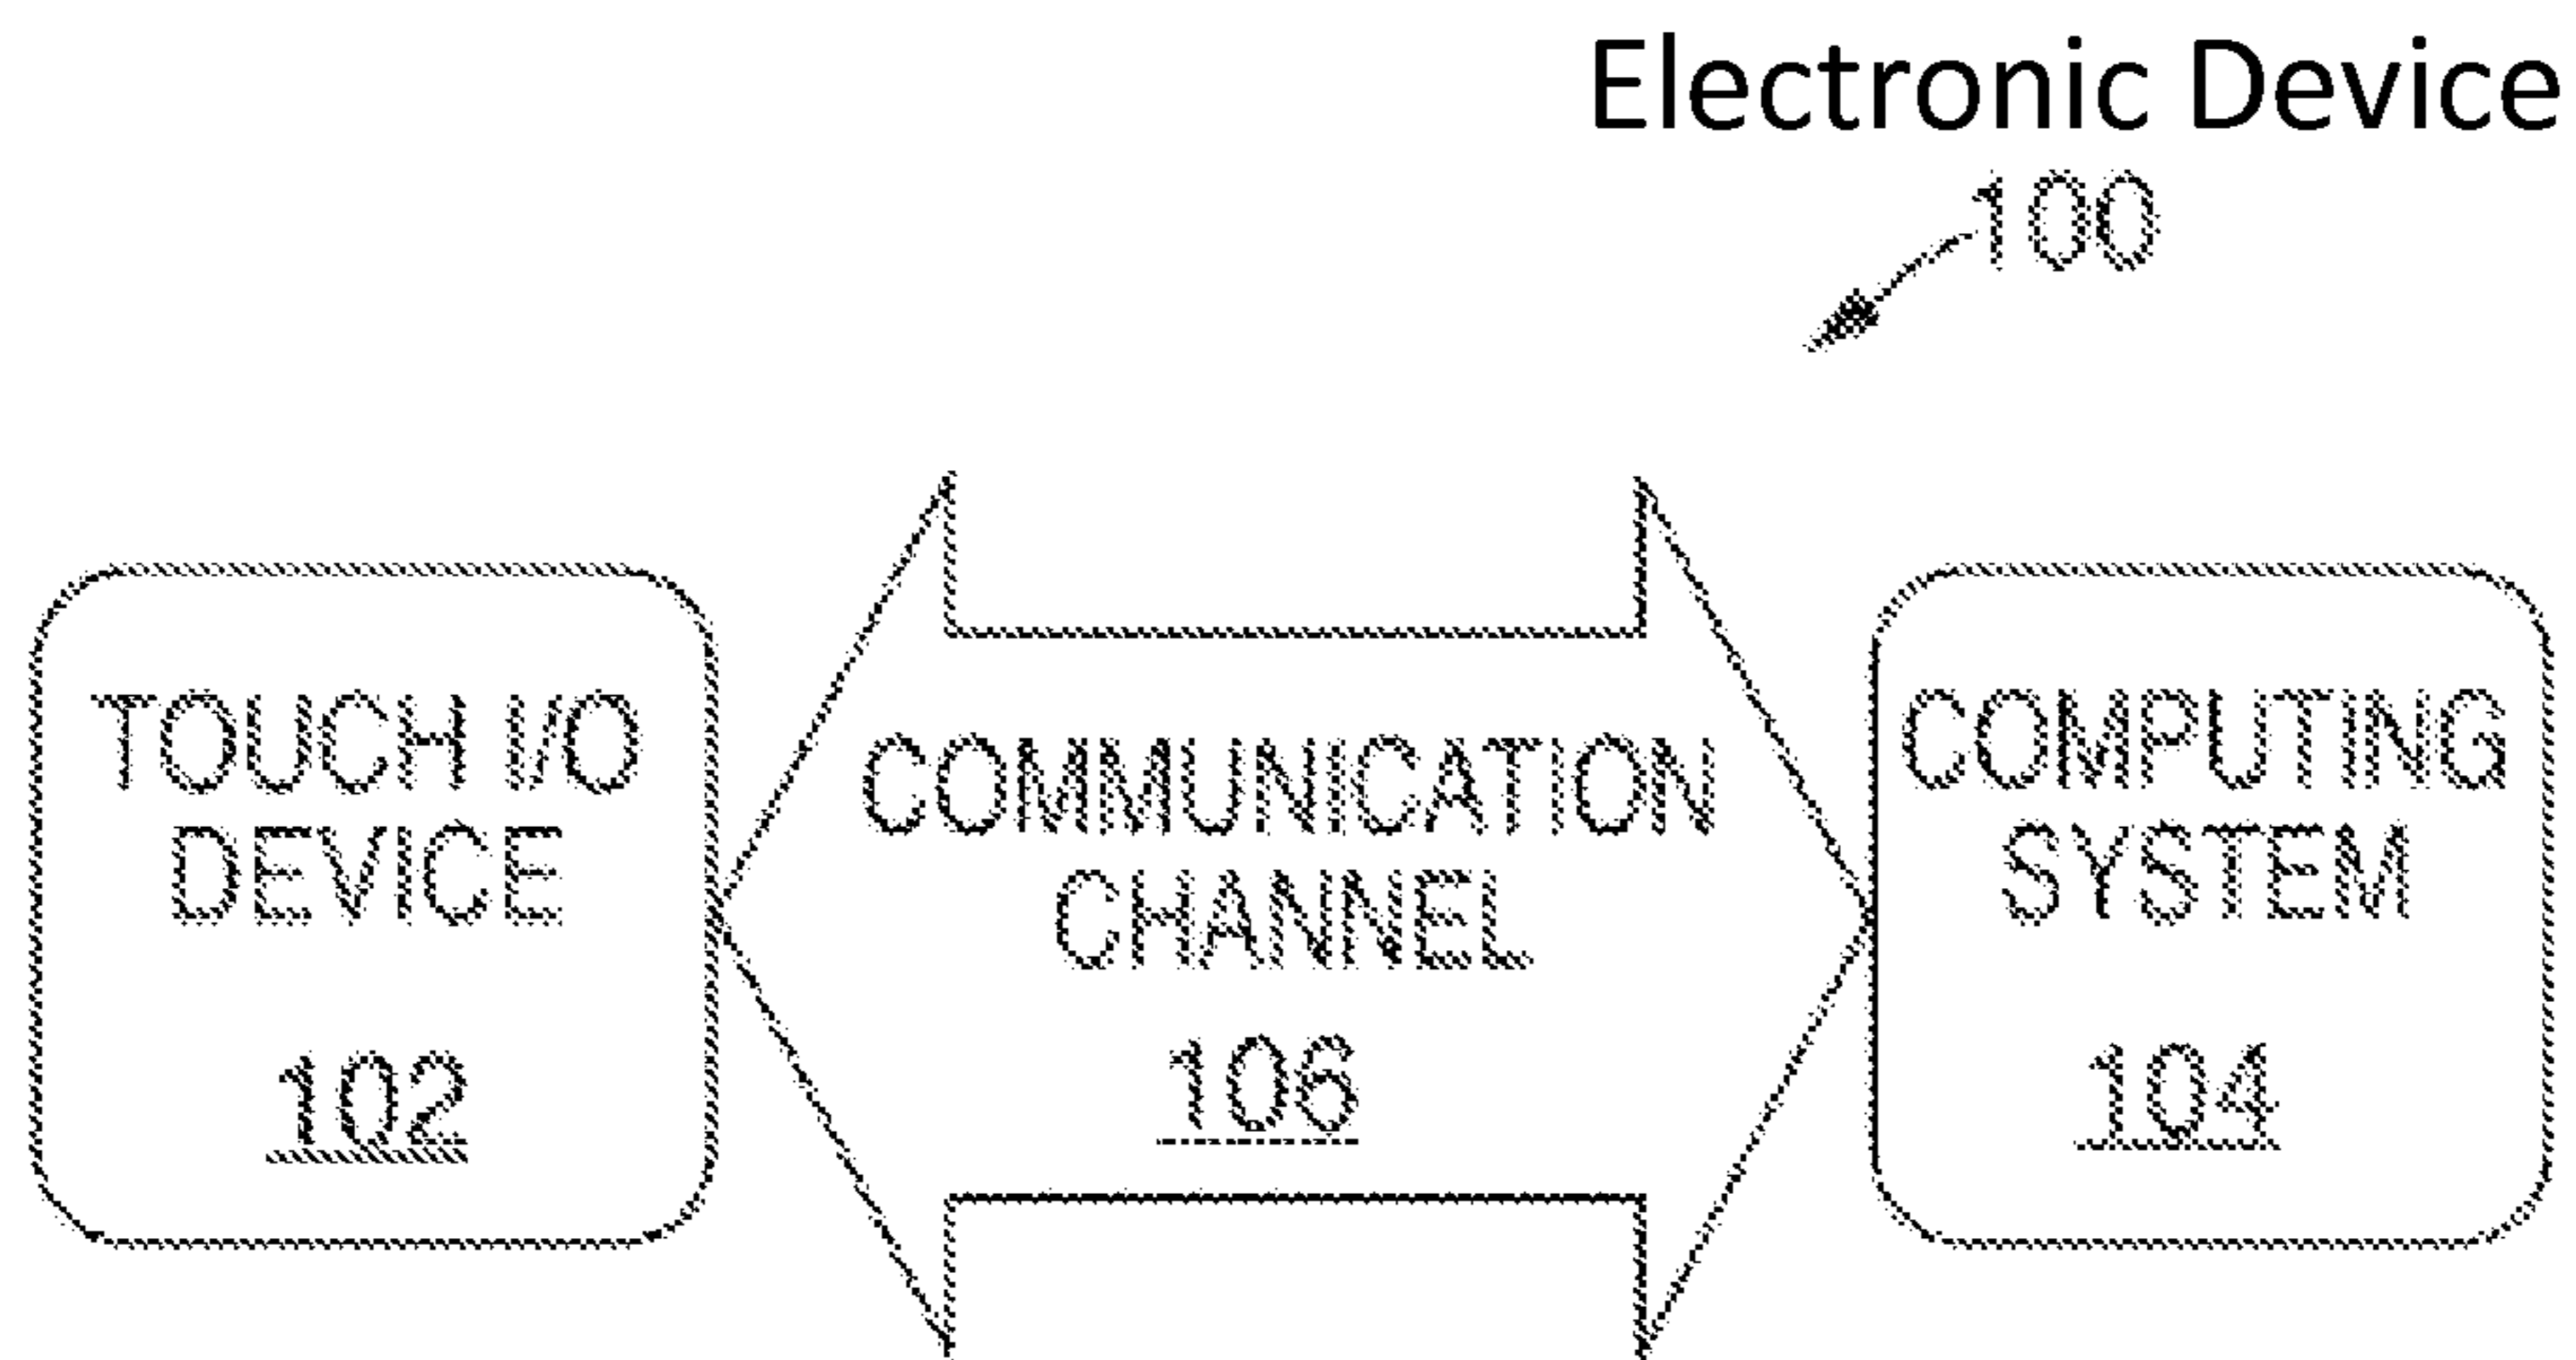 Electronic Device
100
TOUCH I/O
DEVICE
102
COMMUNICATION
CHANNEL
106
COMPUTING
SYSTEM
104